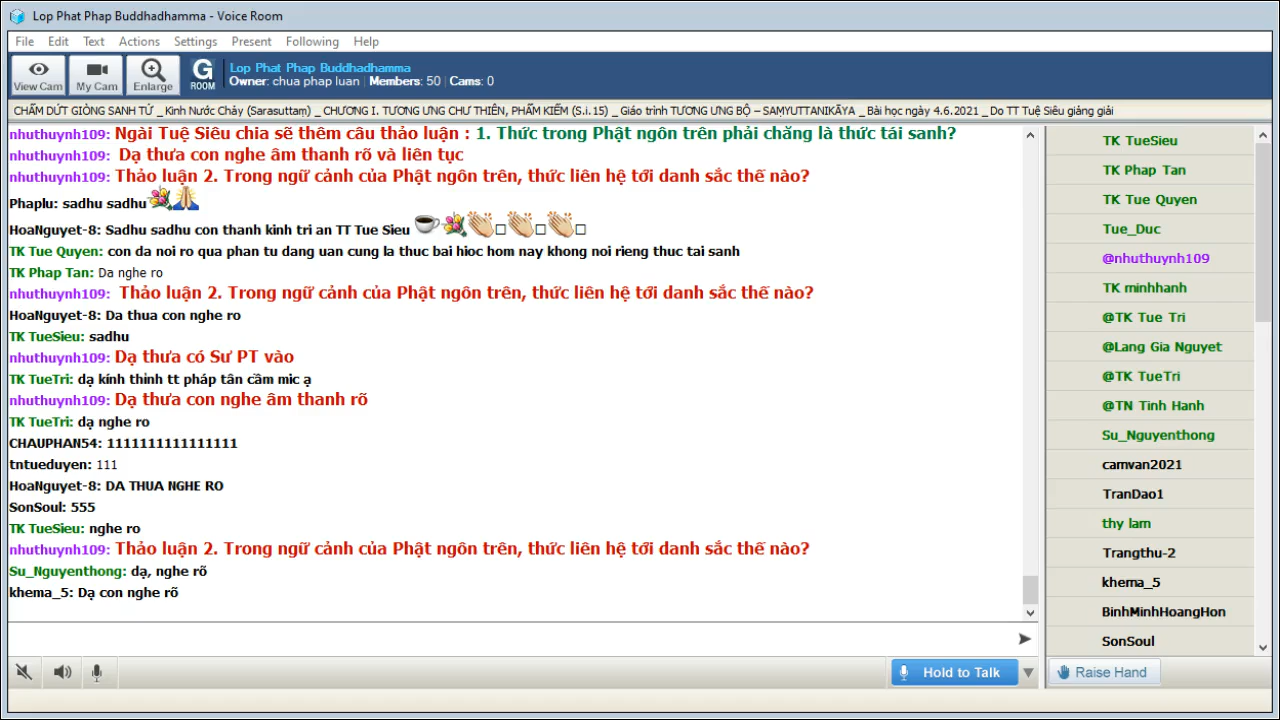 Lop Phat Phap Buddhadhamma - Voice Room
File Edit Text Actions Settings Present Following Help
View Cam My Cam Enlarge G ROOM
Lop Phat Phap Buddhadhamma
Owner: chua phap luan Members: 50 Cams: 0
CHẤM DỨT GIÒNG SANH TỬ _ Kinh Nước Chảy (Sarasuttaṃ) _ CHƯƠNG I. TƯƠNG ƯNG CHƯ THIÊN, PHẨM KIẾM (S.i.15) _ Giáo trình TƯƠNG ƯNG BỘ – SAṂYUTTANIKĀYA _ Bài học ngày 4.6.2021 _ Do TT Tuệ Siêu giảng giải
nhuthuynh109: Ngài Tuệ Siêu chia sẽ thêm câu thảo luận : 1. Thức trong Phật ngôn trên phải chăng là thức tái sanh?
nhuthuynh109: Dạ thưa con nghe âm thanh rõ và liên tục
nhuthuynh109: Thảo luận 2. Trong ngữ cảnh của Phật ngôn trên, thức liên hệ tới danh sắc thế nào?
Phaplu: sadhu sadhu
HoaNguyet-8: Sadhu sadhu con thanh kinh tri an TT Tue Sieu
TK Tue Quyen: con da noi ro qua phan tu dang uan cung la thuc bai hioc hom nay khong noi rieng thuc tai sanh
TK Phap Tan: Da nghe ro
nhuthuynh109: Thảo luận 2. Trong ngữ cảnh của Phật ngôn trên, thức liên hệ tới danh sắc thế nào?
HoaNguyet-8: Da thua con nghe ro
TK TueSieu: sadhu
nhuthuynh109: Dạ thưa có Sư PT vào
TK TueTri: dạ kính thỉnh tt pháp tân cầm mic ạ
nhuthuynh109: Dạ thưa con nghe âm thanh rõ
TK TueTri: dạ nghe ro
CHAUPHAN54: 1111111111111111
tntueduyen: 111
HoaNguyet-8: DA THUA NGHE RO
SonSoul: 555
TK TueSieu: nghe ro
nhuthuynh109: Thảo luận 2. Trong ngữ cảnh của Phật ngôn trên, thức liên hệ tới danh sắc thế nào?
Su_Nguyenthong: dạ, nghe rõ
khema_5: Dạ con nghe rõ
TK TueSieu
TK Phap Tan
TK Tue Quyen
Tue_Duc
@nhuthuynh109
TK minhhanh
@TK Tue Tri
@Lang Gia Nguyet
@TK TueTri
@TN Tinh Hanh
Su_Nguyenthong
camvan2021
TranDao1
thy lam
Trangthu-2
khema_5
BinhMinhHoangHon
SonSoul
Hold to Talk
Raise Hand